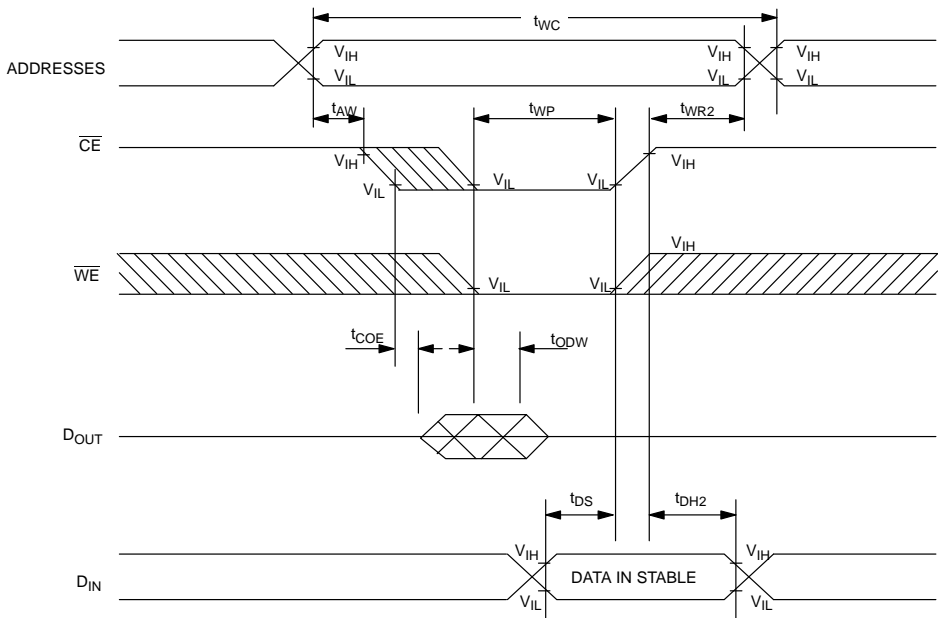 tWC
ADDRESSES
VIH VIH VIH
VIL VIL VIL
tAW tWP tWR2
CE
VIH VIH
VIL VIL VIL
VIH
WE
VIL VIL
tCOE tODW
DOUT
tDS tDH2
VIH VIH
DIN DATA IN STABLE
VIL VIL